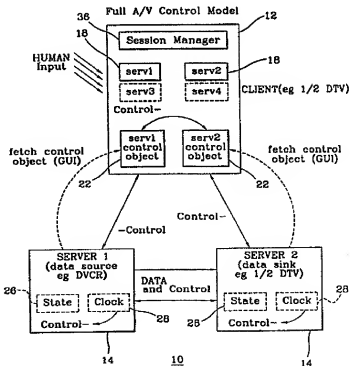 Full A/V Control Model
38
12
Session Manager
18
18
HUMAN
Input
serv1
serv2
serv3
serv4
CLIENT(eg 1/2 DTV)
Control-
fetch control
object (GUI)
serv1
control
object
serv2
control
object
fetch control
object (GUI)
22
22
-Control
Control-
SERVER 1
(data source
eg DVCR)
DATA
and Control
SERVER 2
(data sink
eg 1/2 DTV)
26
State
Clock
28
State
Clock
28
28
Control-
Control-
14
10
14